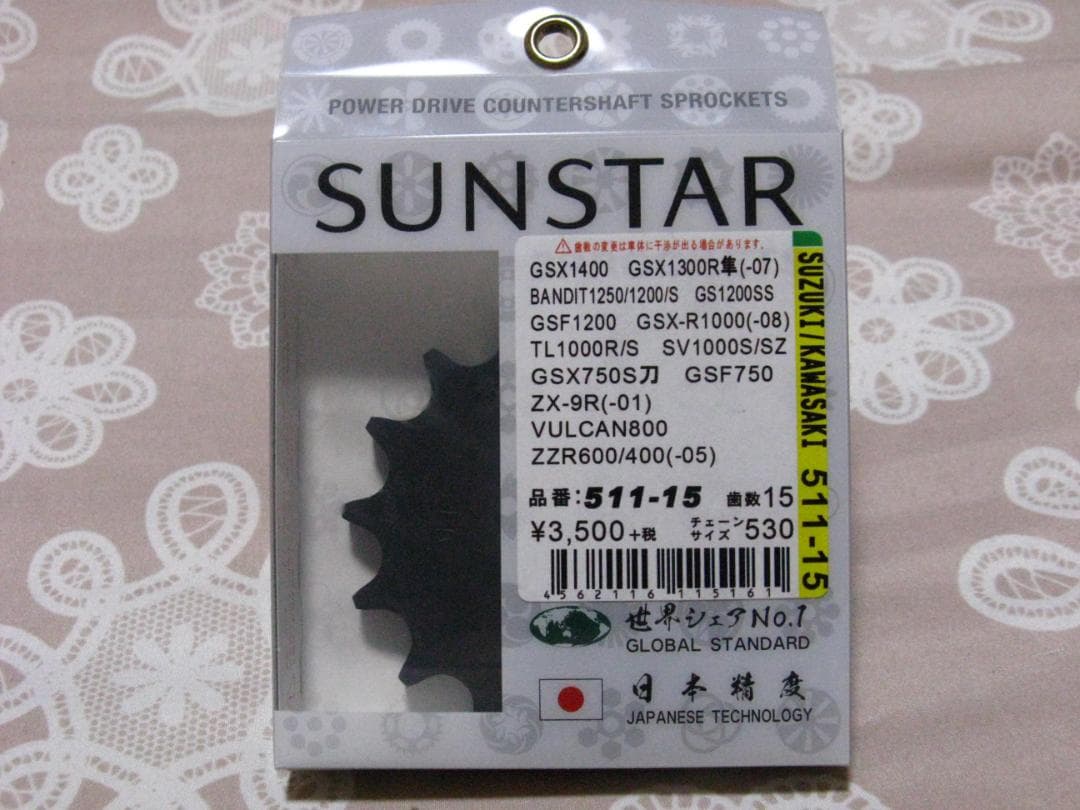 POWER DRIVE COUNTERSHAFT SPROCKETS
SUNSTAR
⚠歯数の変更は車体に干渉が出る場合があります。
GSX1400 GSX1300R隼(-07)
BANDIT1250/1200/S GS1200SS
GSF1200 GSX-R1000(-08)
TL1000R/S SV1000S/SZ
GSX750S刀 GSF750
ZX-9R(-01)
VULCAN800
ZZR600/400(-05)
品番:511-15 歯数15
¥3,500+税 チェーンサイズ530
4562116115161
SUZUKI/KAWASAKI 511-15
世界シェアNo.1
GLOBAL STANDARD
日本精度
JAPANESE TECHNOLOGY